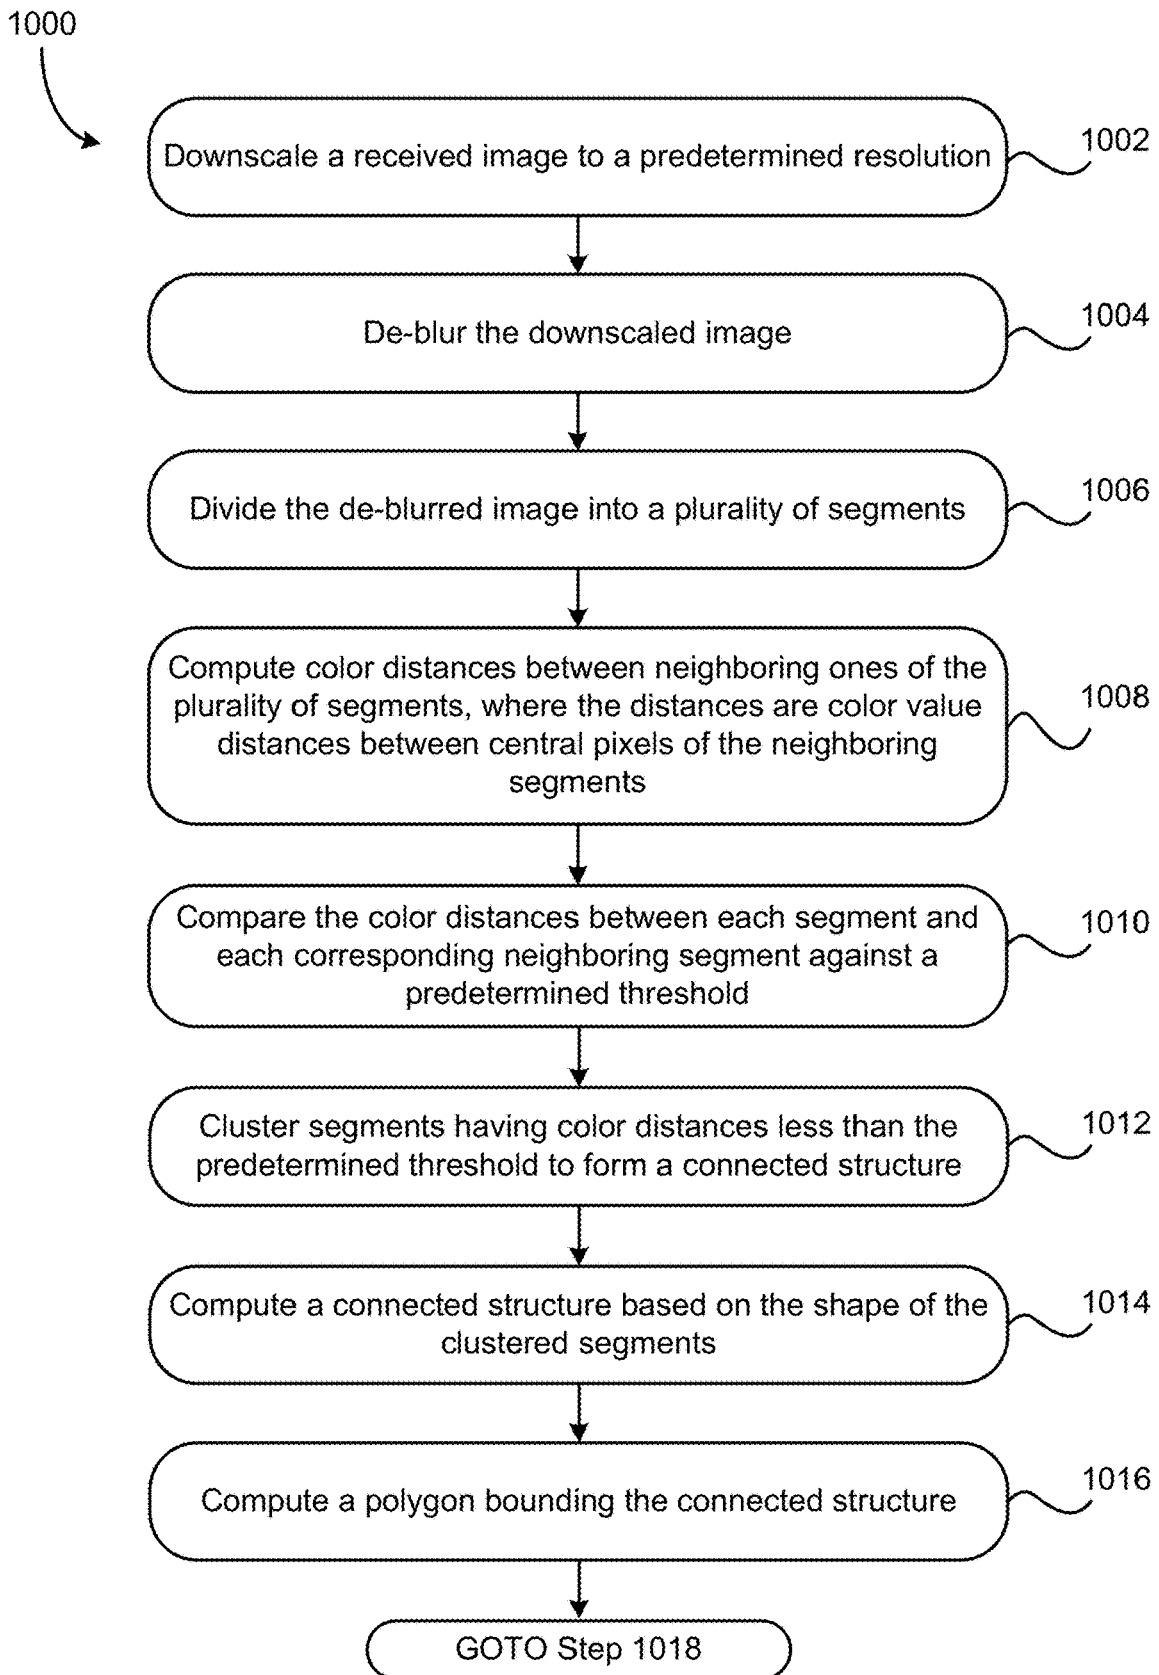 1000
Downscale a received image to a predetermined resolution
1002
De-blur the downscaled image
1004
Divide the de-blurred image into a plurality of segments
1006
Compute color distances between neighboring ones of the
plurality of segments, where the distances are color value
distances between central pixels of the neighboring
segments
1008
Compare the color distances between each segment and
each corresponding neighboring segment against a
predetermined threshold
1010
Cluster segments having color distances less than the
predetermined threshold to form a connected structure
1012
Compute a connected structure based on the shape of the
clustered segments
1014
Compute a polygon bounding the connected structure
1016
GOTO Step 1018